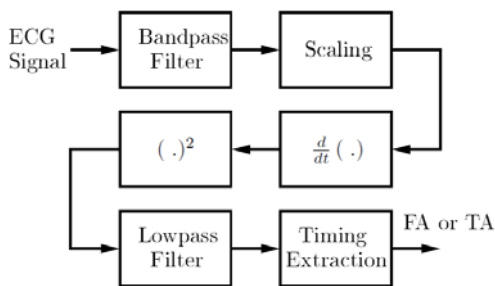 ECG
Signal
Bandpass
Filter
Scaling
( .)²
d/dt ( .)
Lowpass
Filter
Timing
Extraction
FA or TA